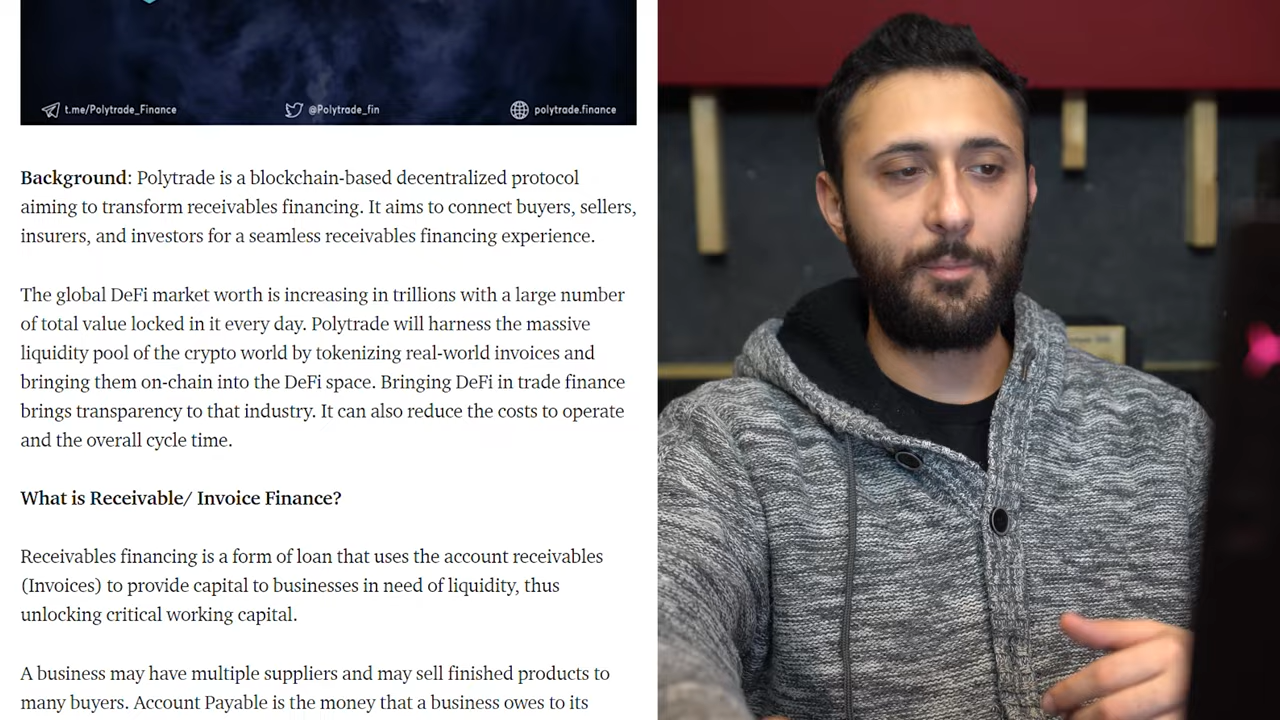 t.me/Polytrade_Finance
@Polytrade_fin
polytrade.finance
Background: Polytrade is a blockchain-based decentralized protocol
aiming to transform receivables financing. It aims to connect buyers, sellers,
insurers, and investors for a seamless receivables financing experience.
The global DeFi market worth is increasing in trillions with a large number
of total value locked in it every day. Polytrade will harness the massive
liquidity pool of the crypto world by tokenizing real-world invoices and
bringing them on-chain into the DeFi space. Bringing DeFi in trade finance
brings transparency to that industry. It can also reduce the costs to operate
and the overall cycle time.
What is Receivable/ Invoice Finance?
Receivables financing is a form of loan that uses the account receivables
(Invoices) to provide capital to businesses in need of liquidity, thus
unlocking critical working capital.
A business may have multiple suppliers and may sell finished products to
many buyers. Account Payable is the money that a business owes to its